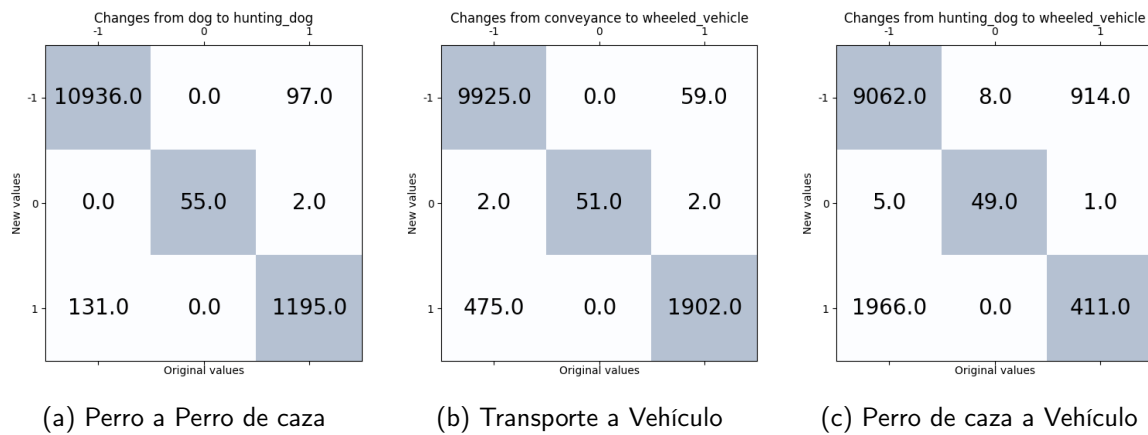 Changes from dog to hunting_dog
-1 0 1
-1 10936.0 0.0 97.0
0 0.0 55.0 2.0
1 131.0 0.0 1195.0
New values
Original values
(a) Perro a Perro de caza
Changes from conveyance to wheeled_vehicle
-1 0 1
-1 9925.0 0.0 59.0
0 2.0 51.0 2.0
1 475.0 0.0 1902.0
New values
Original values
(b) Transporte a Vehículo
Changes from hunting_dog to wheeled_vehicle
-1 0 1
-1 9062.0 8.0 914.0
0 5.0 49.0 1.0
1 1966.0 0.0 411.0
New values
Original values
(c) Perro de caza a Vehículo